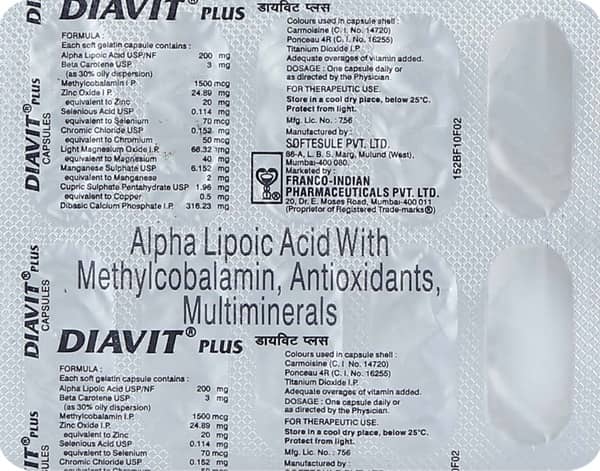 DIAVIT® PLUS डायविट प्लस
FORMULA :
Each soft gelatin capsule contains :
Alpha Lipoic Acid USP/NF 200 mg
Beta Carotene USP 3 mg
(as 30% oily dispersion)
Methylcobalamin I.P. 1500 mcg
Zinc Oxide I.P. 24.89 mg
equivalent to Zinc 20 mg
Selenious Acid USP 0.114 mg
equivalent to Selenium 70 mcg
Chromic Chloride USP 0.152 mg
equivalent to Chromium 50 mcg
Light Magnesium Oxide I.P. 66.32 mg
equivalent to Magnesium 40 mg
Manganese Sulphate USP 6.152 mg
equivalent to Manganese 2 mg
Cupric Sulphate Pentahydrate USP 1.96 mg
equivalent to Copper 0.5 mg
Dibasic Calcium Phosphate I.P. 316.23 mg
Colours used in capsule shell :
Carmoisine (C.I. No. 14720)
Ponceau 4R (C. I. No. 16255)
Titanium Dioxide I.P.
Adequate overages of vitamin added.
DOSAGE : One capsule daily or
as directed by the Physician.
FOR THERAPEUTIC USE.
Store in a cool dry place, below 25°C.
Protect from light.
Mfg. Lic. No. : 756
Manufactured by :
SOFTESULE PVT. LTD.
86-A, L. B. S. Marg, Mulund (West),
Mumbai-400 080.
Marketed by :
FRANCO-INDIAN
PHARMACEUTICALS PVT. LTD.
20, Dr. E. Moses Road, Mumbai-400 011
(Proprietor of Registered Trade-marks®)
152BF10F02
DIAVIT® PLUS
CAPSULES
Alpha Lipoic Acid With
Methylcobalamin, Antioxidants,
Multiminerals
DIAVIT® PLUS
CAPSULES
DIAVIT® PLUS डायविट प्लस
FORMULA :
Each soft gelatin capsule contains :
Alpha Lipoic Acid USP/NF 200 mg
Beta Carotene USP 3 mg
(as 30% oily dispersion)
Methylcobalamin I.P. 1500 mcg
Zinc Oxide I.P. 24.89 mg
equivalent to Zinc 20 mg
Selenious Acid USP 0.114 mg
equivalent to Selenium 70 mcg
Chromic Chloride USP 0.152 mg
Colours used in capsule shell :
Carmoisine (C. I. No. 14720)
Ponceau 4R (C. I. No. 16255)
Titanium Dioxide I.P.
Adequate overages of vitamin added.
DOSAGE : One capsule daily or
as directed by the Physician.
FOR THERAPEUTIC USE.
Store in a cool dry place, below 25°C.
Protect from light.
Mfg. Lic. No. : 756
Manufactured by :
0F02
DIAVIT® PLUS
CAPSULES